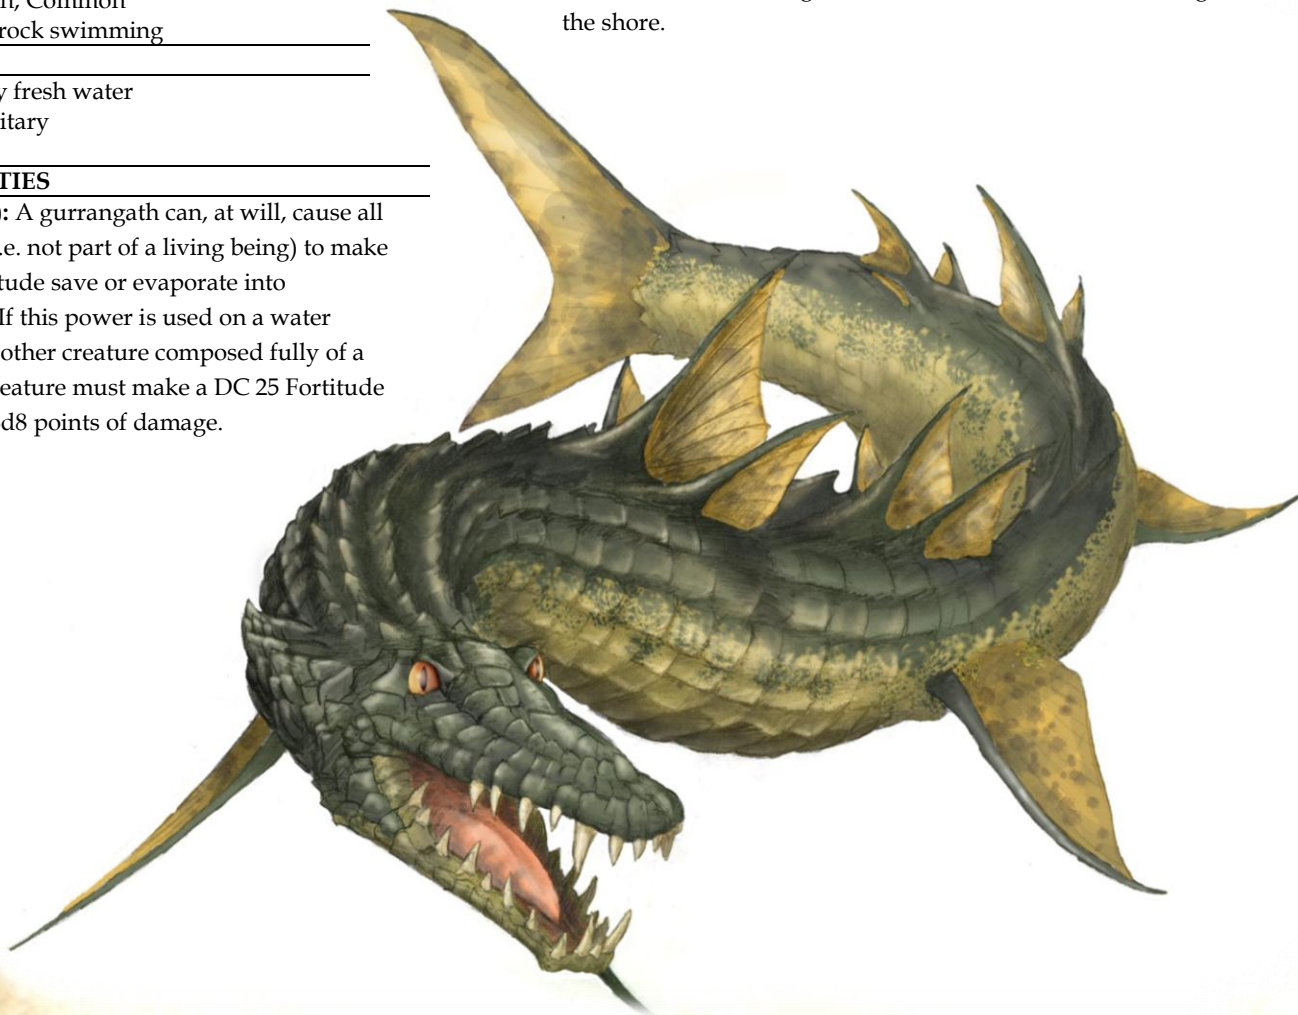 Common
rock swimming
fresh water
TIES
: A gurrangath can, at will, cause all
.e. not part of a living being) to make
tude save or evaporate into
If this power is used on a water
other creature composed fully of a
eature must make a DC 25 Fortitude
d8 points of damage.
the shore.